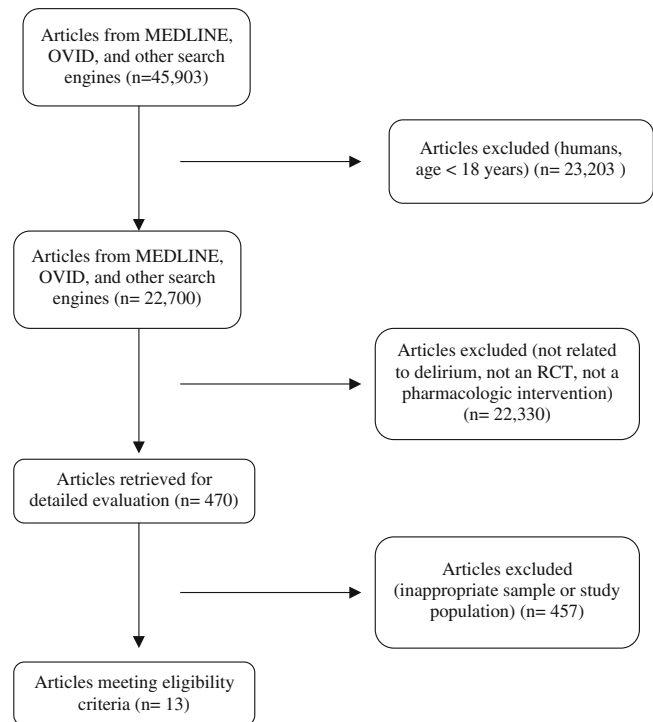 Articles from MEDLINE,
OVID, and other search
engines (n=45,903)
Articles excluded (humans,
age < 18 years) (n= 23,203 )
Articles from MEDLINE,
OVID, and other search
engines (n= 22,700)
Articles excluded (not related
to delirium, not an RCT, not a
pharmacologic intervention)
(n= 22,330)
Articles retrieved for
detailed evaluation (n= 470)
Articles excluded
(inappropriate sample or study
population) (n= 457)
Articles meeting eligibility
criteria (n= 13)